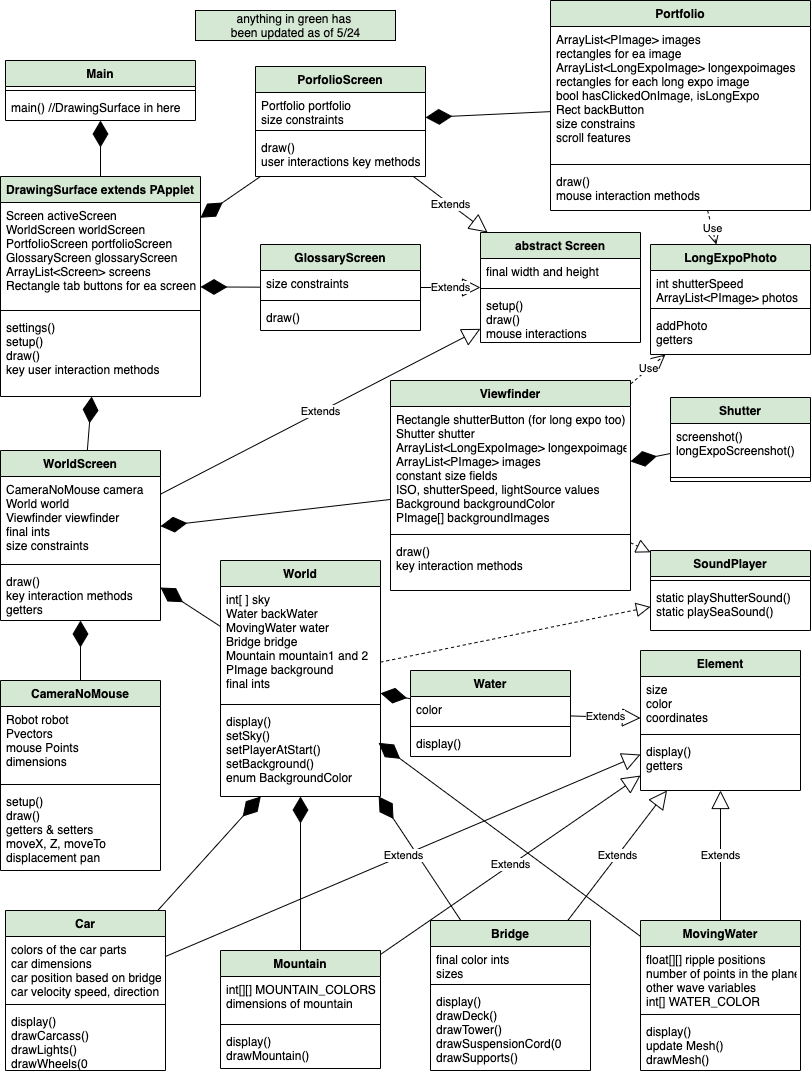 anything in green has
been updated as of 5/24
Portfolio
ArrayList<PImage> images
rectangles for ea image
ArrayList<LongExpoImage> longexpoimages
rectangles for each long expo image
bool hasClickedOnImage, isLongExpo
Rect backButton
size constrains
scroll features
draw()
mouse interaction methods
Main
main() //DrawingSurface in here
PorfolioScreen
Portfolio portfolio
size constraints
draw()
user interactions key methods
DrawingSurface extends PApplet
Screen activeScreen
WorldScreen worldScreen
PortfolioScreen portfolioScreen
GlossaryScreen glossaryScreen
ArrayList<Screen> screens
Rectangle tab buttons for ea screen
settings()
setup()
draw()
key user interaction methods
Extends
Use
GlossaryScreen
size constraints
draw()
Extends
abstract Screen
final width and height
setup()
draw()
mouse interactions
LongExpoPhoto
int shutterSpeed
ArrayList<PImage> photos
addPhoto
getters
Use
Extends
Viewfinder
Rectangle shutterButton (for long expo too)
Shutter shutter
ArrayList<LongExpoImage> longexpoimage
ArrayList<PImage> images
constant size fields
ISO, shutterSpeed, lightSource values
Background backgroundColor
PImage[] backgroundImages
draw()
key interaction methods
Shutter
screenshot()
longExpoScreenshot()
WorldScreen
CameraNoMouse camera
World world
Viewfinder viewfinder
final ints
size constraints
draw()
key interaction methods
getters
World
int[ ] sky
Water backWater
MovingWater water
Bridge bridge
Mountain mountain1 and 2
PImage background
final ints
display()
setSky()
setPlayerAtStart()
setBackground()
enum BackgroundColor
SoundPlayer
static playShutterSound()
static playSeaSound()
Water
color
display()
Extends
Element
size
color
coordinates
display()
getters
CameraNoMouse
Robot robot
Pvectors
mouse Points
dimensions
setup()
draw()
getters & setters
moveX, Z, moveTo
displacement pan
Extends
Extends
Extends
Extends
Car
colors of the car parts
car dimensions
car position based on bridge
car velocity speed, direction
display()
drawCarcass()
drawLights()
drawWheels(0
Mountain
int[][] MOUNTAIN_COLORS
dimensions of mountain
display()
drawMountain()
Bridge
final color ints
sizes
display()
drawDeck()
drawTower()
drawSuspensionCord(0
drawSupports()
MovingWater
float[][] ripple positions
number of points in the plane
other wave variables
int[] WATER_COLOR
display()
update Mesh()
drawMesh()